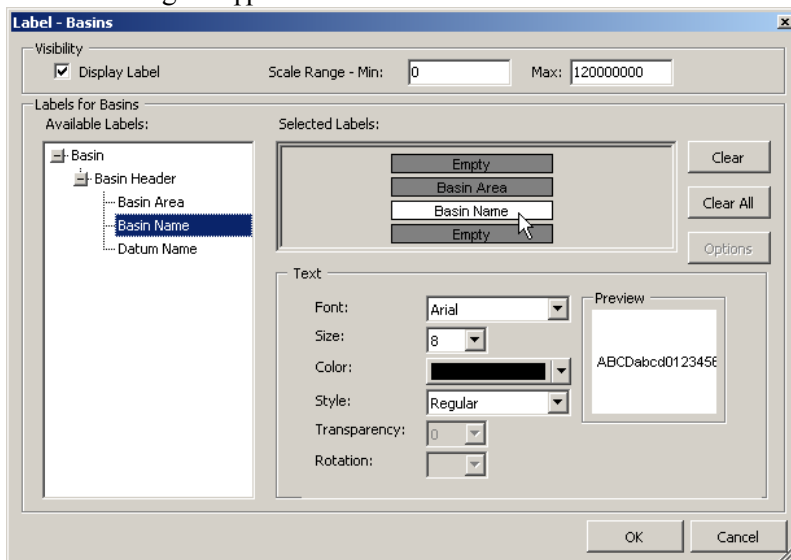 Label - Basins
Visibility
Display Label Scale Range - Min: 0 Max: 120000000
Labels for Basins
Available Labels: Selected Labels:
Basin
Basin Header
Basin Area
Basin Name
Datum Name
Empty
Basin Area
Basin Name
Empty
Clear
Clear All
Options
Text
Font: Arial
Size: 8
Color:
Style: Regular
Transparency: 0
Rotation:
Preview
ABCDabcd0123456
OK Cancel